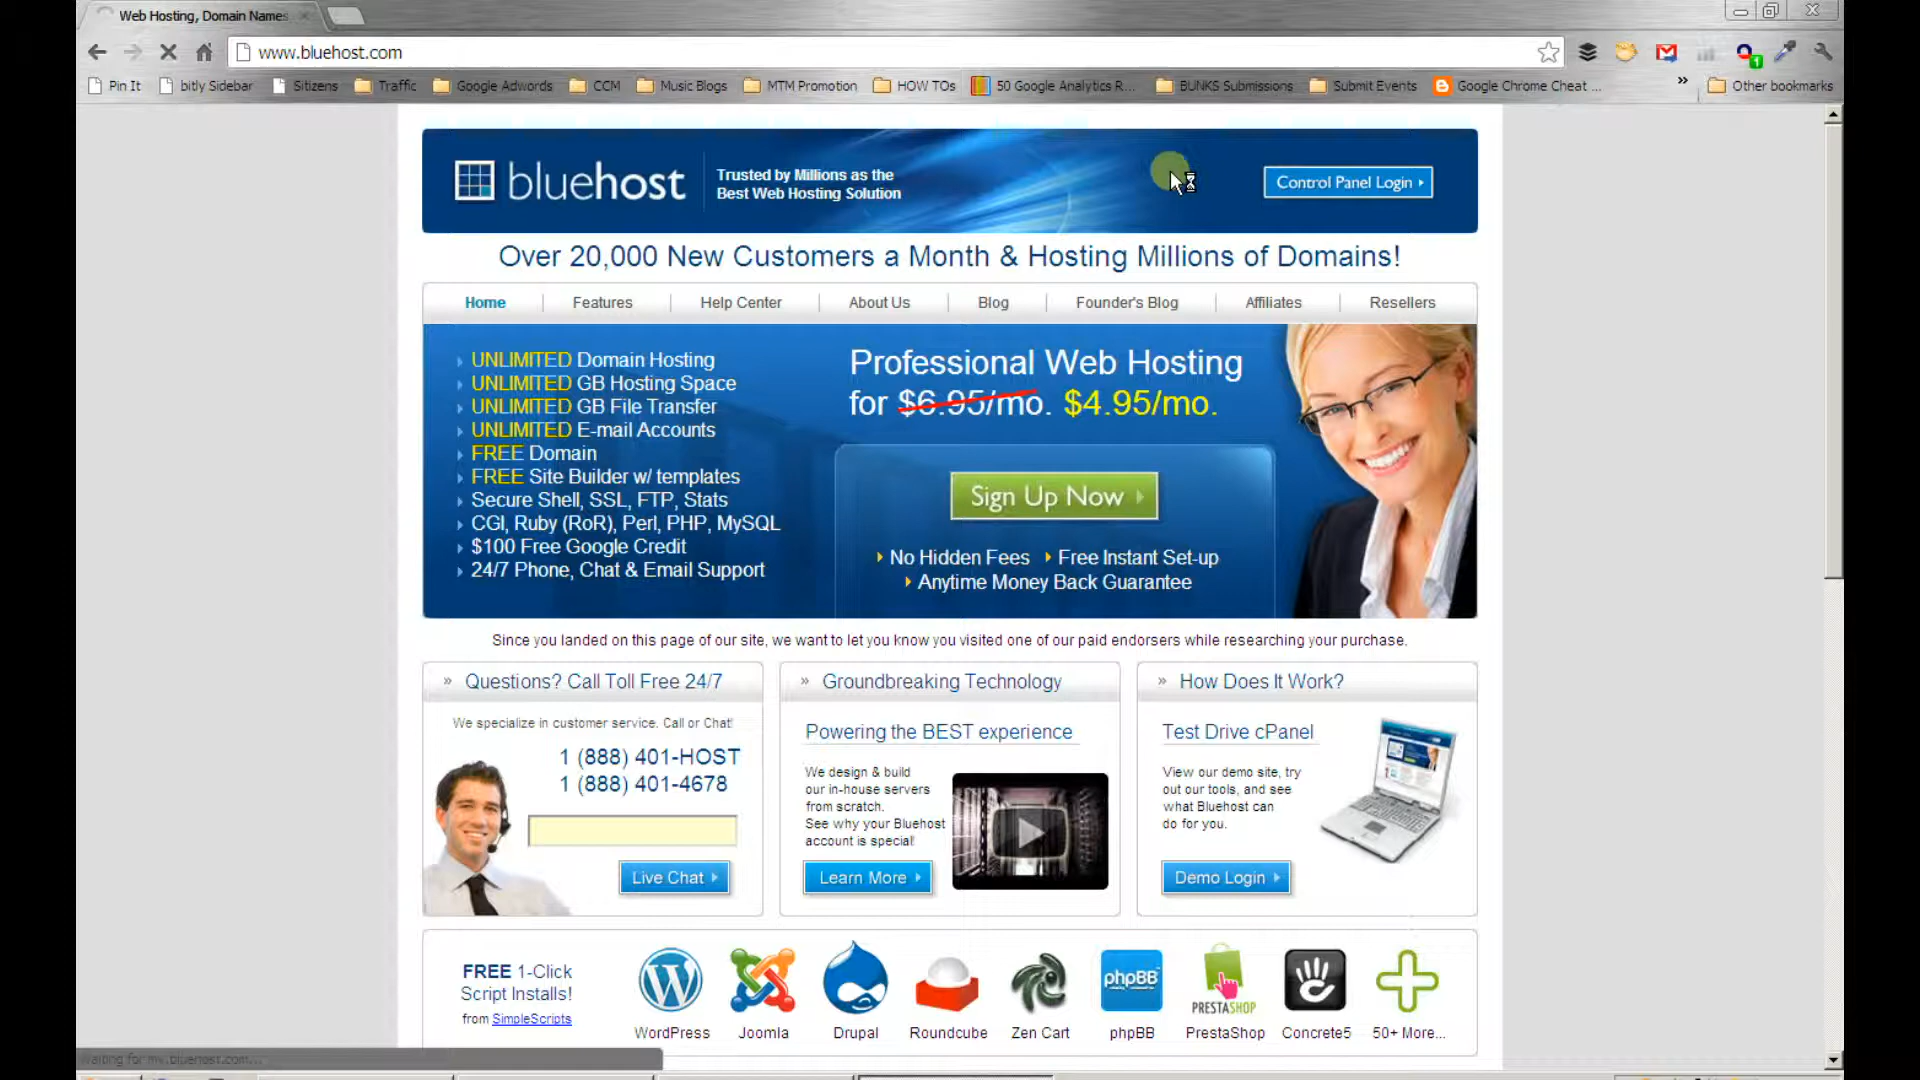 Web Hosting, Domain Names
www.bluehost.com
1
Pin It
bitly Sidebar
Sitizens
Traffic
Google Adwords
CCM
Music Blogs
MTM Promotion
HOW TOs
50 Google Analytics R...
BUNKS Submissions
Submit Events
Google Chrome Cheat ...
»
Other bookmarks
bluehost
Trusted by Millions as the
Best Web Hosting Solution
Control Panel Login
Over 20,000 New Customers a Month & Hosting Millions of Domains!
Home
Features
Help Center
About Us
Blog
Founder's Blog
Affiliates
Resellers
UNLIMITED Domain Hosting
UNLIMITED GB Hosting Space
UNLIMITED GB File Transfer
UNLIMITED E-mail Accounts
FREE Domain
FREE Site Builder w/ templates
Secure Shell, SSL, FTP, Stats
CGI, Ruby (RoR), Perl, PHP, MySQL
$100 Free Google Credit
24/7 Phone, Chat & Email Support
Professional Web Hosting
for $6.95/mo. $4.95/mo.
Sign Up Now
No Hidden Fees
Free Instant Set-up
Anytime Money Back Guarantee
Since you landed on this page of our site, we want to let you know you visited one of our paid endorsers while researching your purchase.
» Questions? Call Toll Free 24/7
We specialize in customer service. Call or Chat!
1 (888) 401-HOST
1 (888) 401-4678
Live Chat
» Groundbreaking Technology
Powering the BEST experience
We design & build
our in-house servers
from scratch.
See why your Bluehost
account is special!
Learn More
» How Does It Work?
Test Drive cPanel
View our demo site, try
out our tools, and see
what Bluehost can
do for you.
Demo Login
FREE 1-Click
Script Installs!
from SimpleScripts
phpBB
PRESTASHOP
WordPress
Joomla
Drupal
Roundcube
Zen Cart
phpBB
PrestaShop
Concrete5
50+ More...
Waiting for my.bluehost.com...